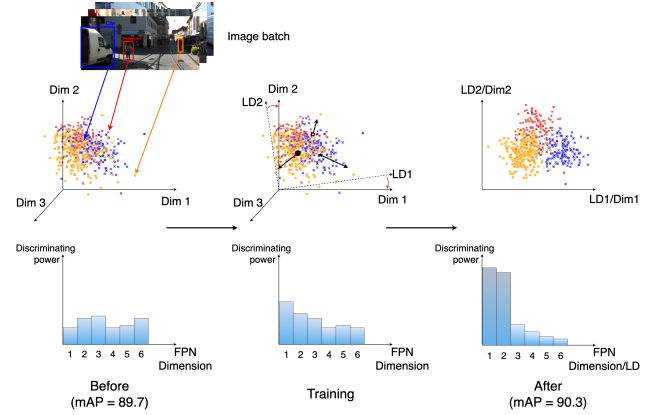 Image batch
Dim 2
Dim 3
Dim 1
Dim 2
LD2
LD1
Dim 3
Dim 1
LD2/Dim2
LD1/Dim1
Discriminating
power
1 2 3 4 5 6
FPN
Dimension
Discriminating
power
1 2 3 4 5 6
FPN
Dimension
Discriminating
power
1 2 3 4 5 6
FPN
Dimension/LD
Before
(mAP = 89.7)
Training
After
(mAP = 90.3)